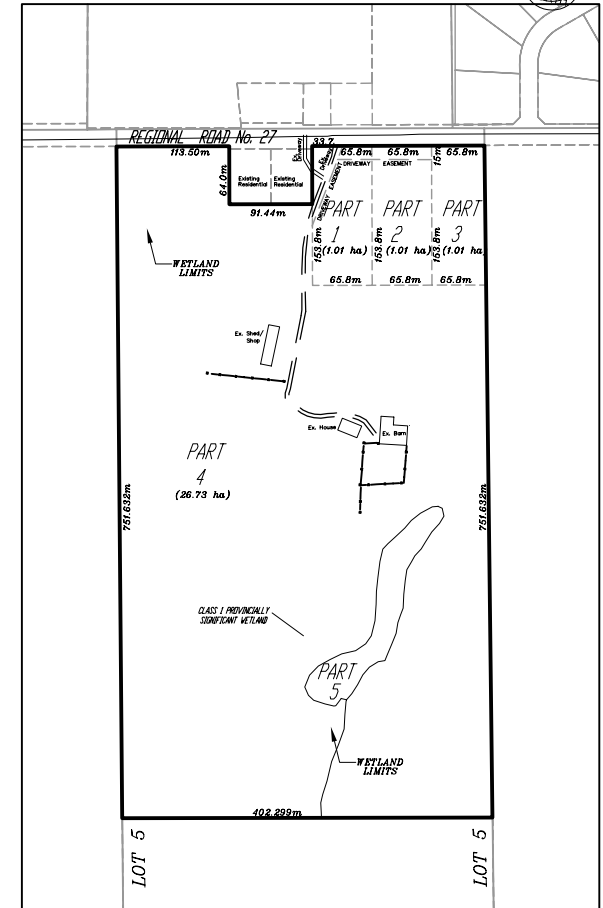 REGIONAL ROAD No. 27
113.50m
33.7
65.8m
65.8m
65.8m
Ex.
Driveway
Ex.
DRIVEWAY
EASEMENT
15m
64.0m
Existing
Residential
Existing
Residential
DRIVEWAY EASEMENT
91.44m
PART
1
(1.01 ha)
PART
2
(1.01 ha)
PART
3
(1.01 ha)
153.8m
153.8m
153.8m
65.8m
65.8m
65.8m
WETLAND
LIMITS
Ex. Shed/
Shop
Ex. House
Ex. Barn
PART
4
(26.73 ha)
751.632m
751.632m
CLASS 1 PROVINCIALLY
SIGNIFICANT WETLAND
PART
5
WETLAND
LIMITS
402.299m
LOT 5
LOT 5